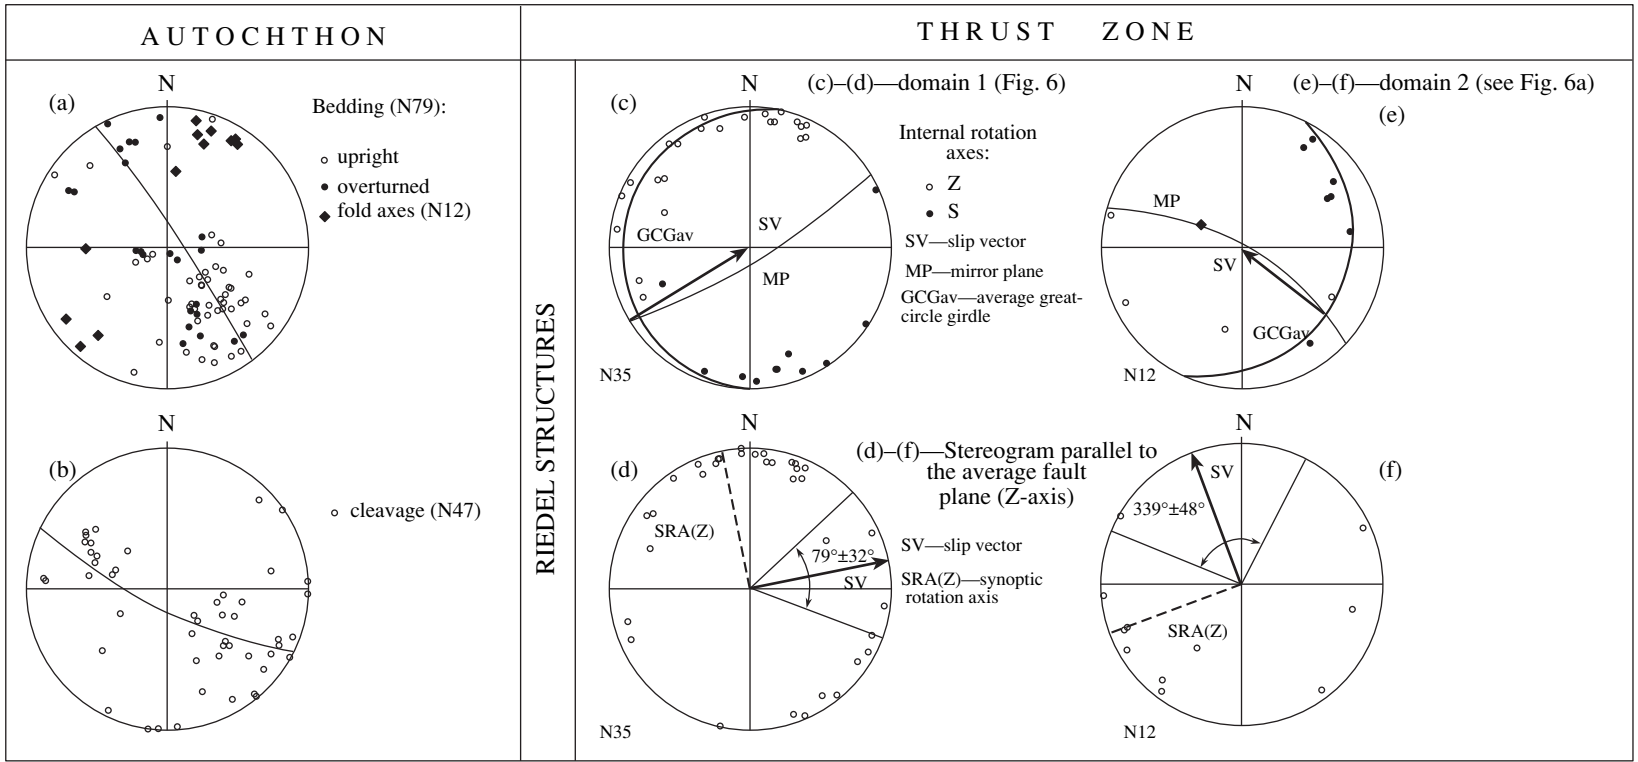 AUTOCHTHON
THRUST ZONE
RIEDEL STRUCTURES
(a)
N
Bedding (N79):
upright
overturned
fold axes (N12)
(b)
N
cleavage (N47)
(c)
N
(c)–(d)—domain 1 (Fig. 6)
Internal rotation
axes:
Z
S
SV—slip vector
MP—mirror plane
GCGav—average great-
circle girdle
GCGav
SV
MP
N35
N
(e)–(f)—domain 2 (see Fig. 6a)
(e)
MP
SV
GCGav
N12
(d)
N
(d)–(f)—Stereogram parallel to
the average fault
plane (Z-axis)
SRA(Z)
79°±32°
SV
SV—slip vector
SRA(Z)—synoptic
rotation axis
N35
N
(f)
SV
339°±48°
SRA(Z)
N12